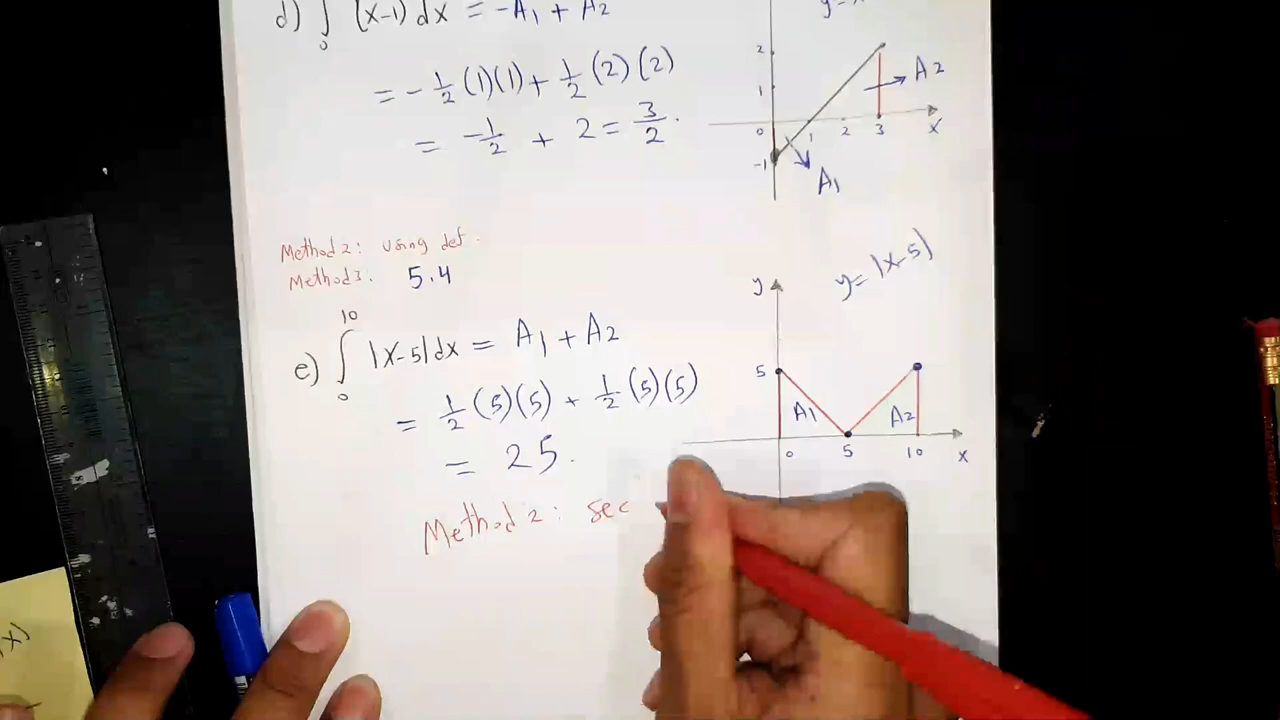 d) ∫₀ (x-1) dx = -A₁ + A₂
= -1/2 (1)(1) + 1/2 (2)(2)
= -1/2 + 2 = 3/2.
2
1
0
1 2 3
x
-1
A2
A₁
Method 2: Using def.
Method 3. 5.4
y = |x-5|
y
e) ∫₀¹⁰ |x-5| dx = A₁ + A₂
= 1/2 (5)(5) + 1/2 (5)(5)
= 25.
5
A₁
A2
0 5 10 x
Method 2: sec
x)